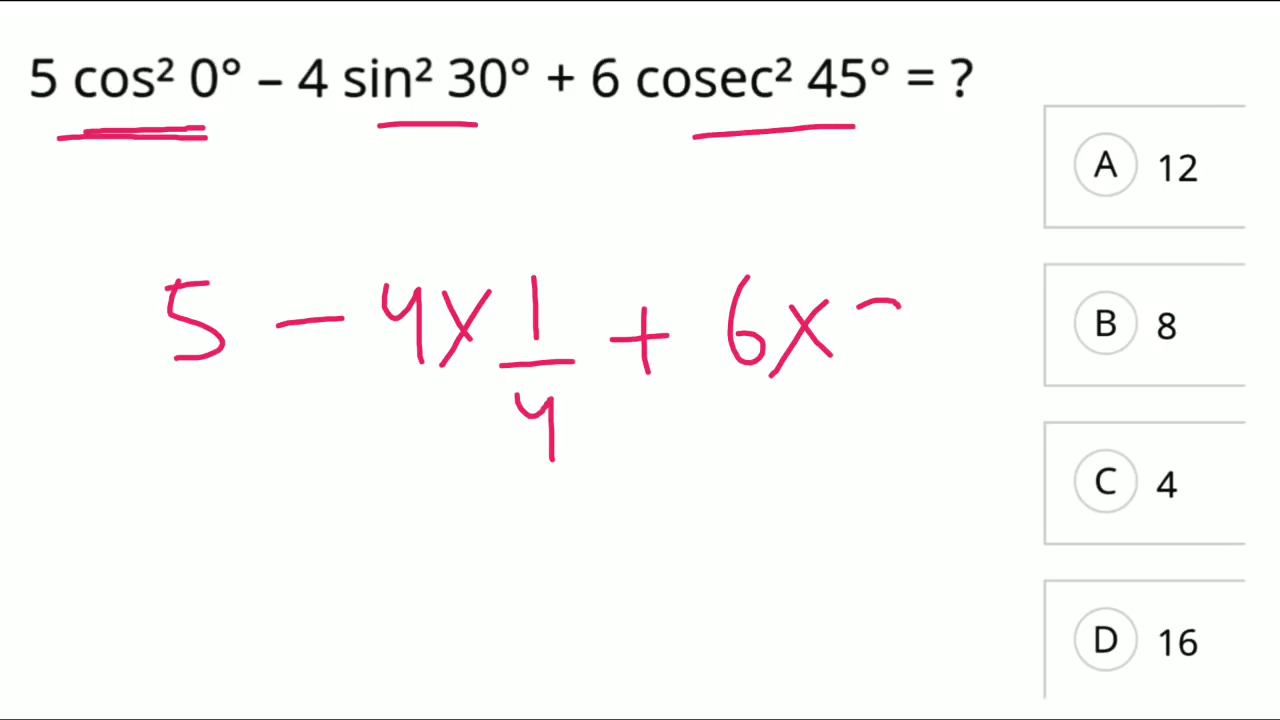 5 cos² 0° – 4 sin² 30° + 6 cosec² 45° = ?
A 12
5 – 4 x 1/4 + 6 x
B 8
C 4
D 16